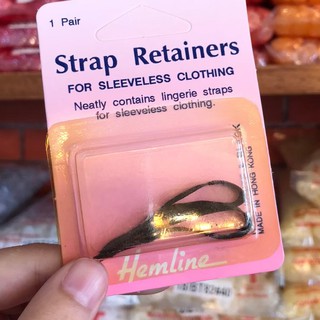 1 Pair
Strap Retainers
FOR SLEEVELESS CLOTHING
Neatly contains lingerie straps
for sleeveless clothing.
MADE IN HONG KONG
Hemline